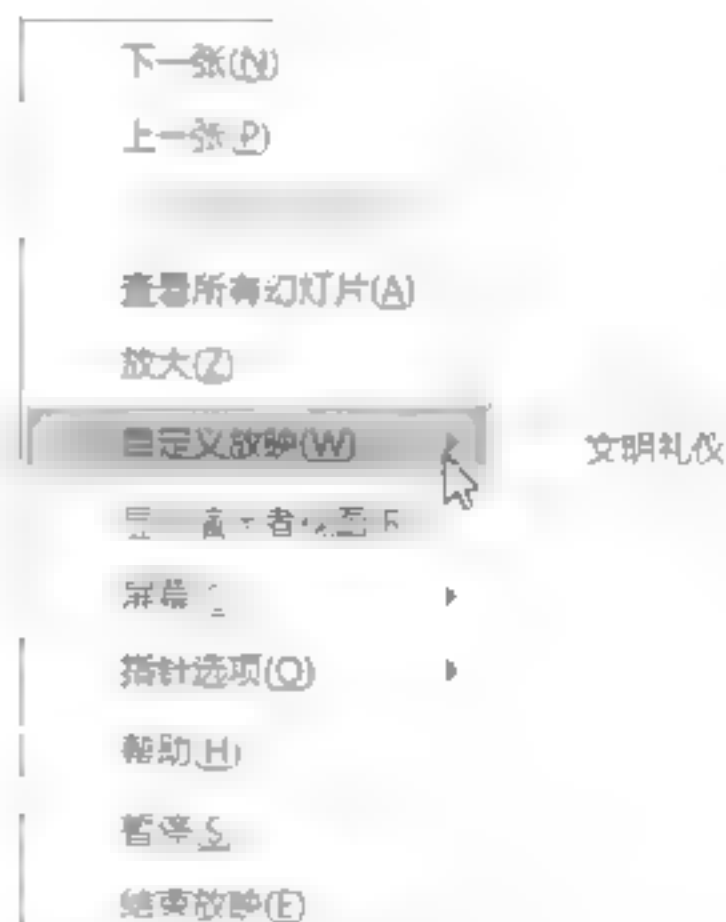 下一张(N)
上一张(P)
查看所有幻灯片(A)
放大(Z)
自定义放映(W)
文明礼仪
屏幕
指针选项(O)
帮助(H)
暂停(S
结束放映(E)